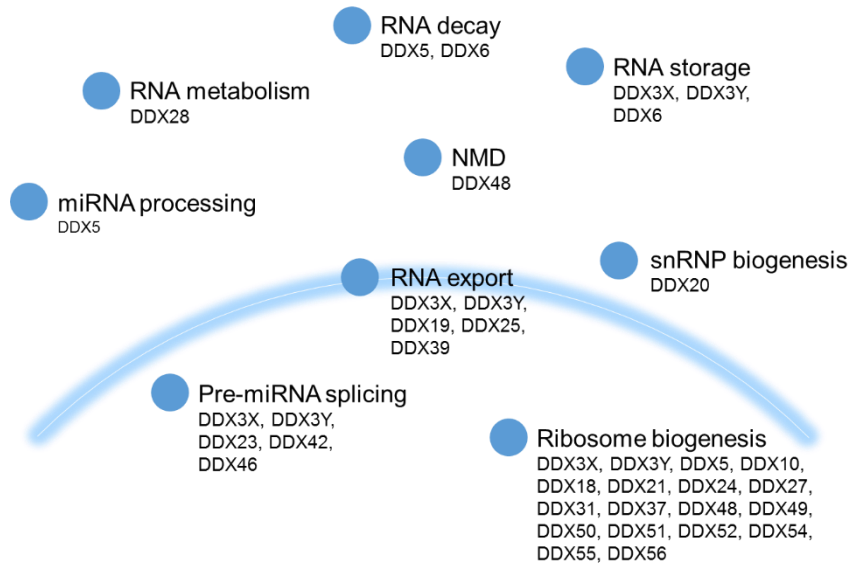 RNA decay
DDX5, DDX6
RNA storage
DDX3X, DDX3Y,
DDX6
RNA metabolism
DDX28
NMD
DDX48
miRNA processing
DDX5
snRNP biogenesis
DDX20
RNA export
DDX3X, DDX3Y,
DDX19, DDX25,
DDX39
Pre-miRNA splicing
DDX3X, DDX3Y,
DDX23, DDX42,
DDX46
Ribosome biogenesis
DDX3X, DDX3Y, DDX5, DDX10,
DDX18, DDX21, DDX24, DDX27,
DDX31, DDX37, DDX48, DDX49,
DDX50, DDX51, DDX52, DDX54,
DDX55, DDX56